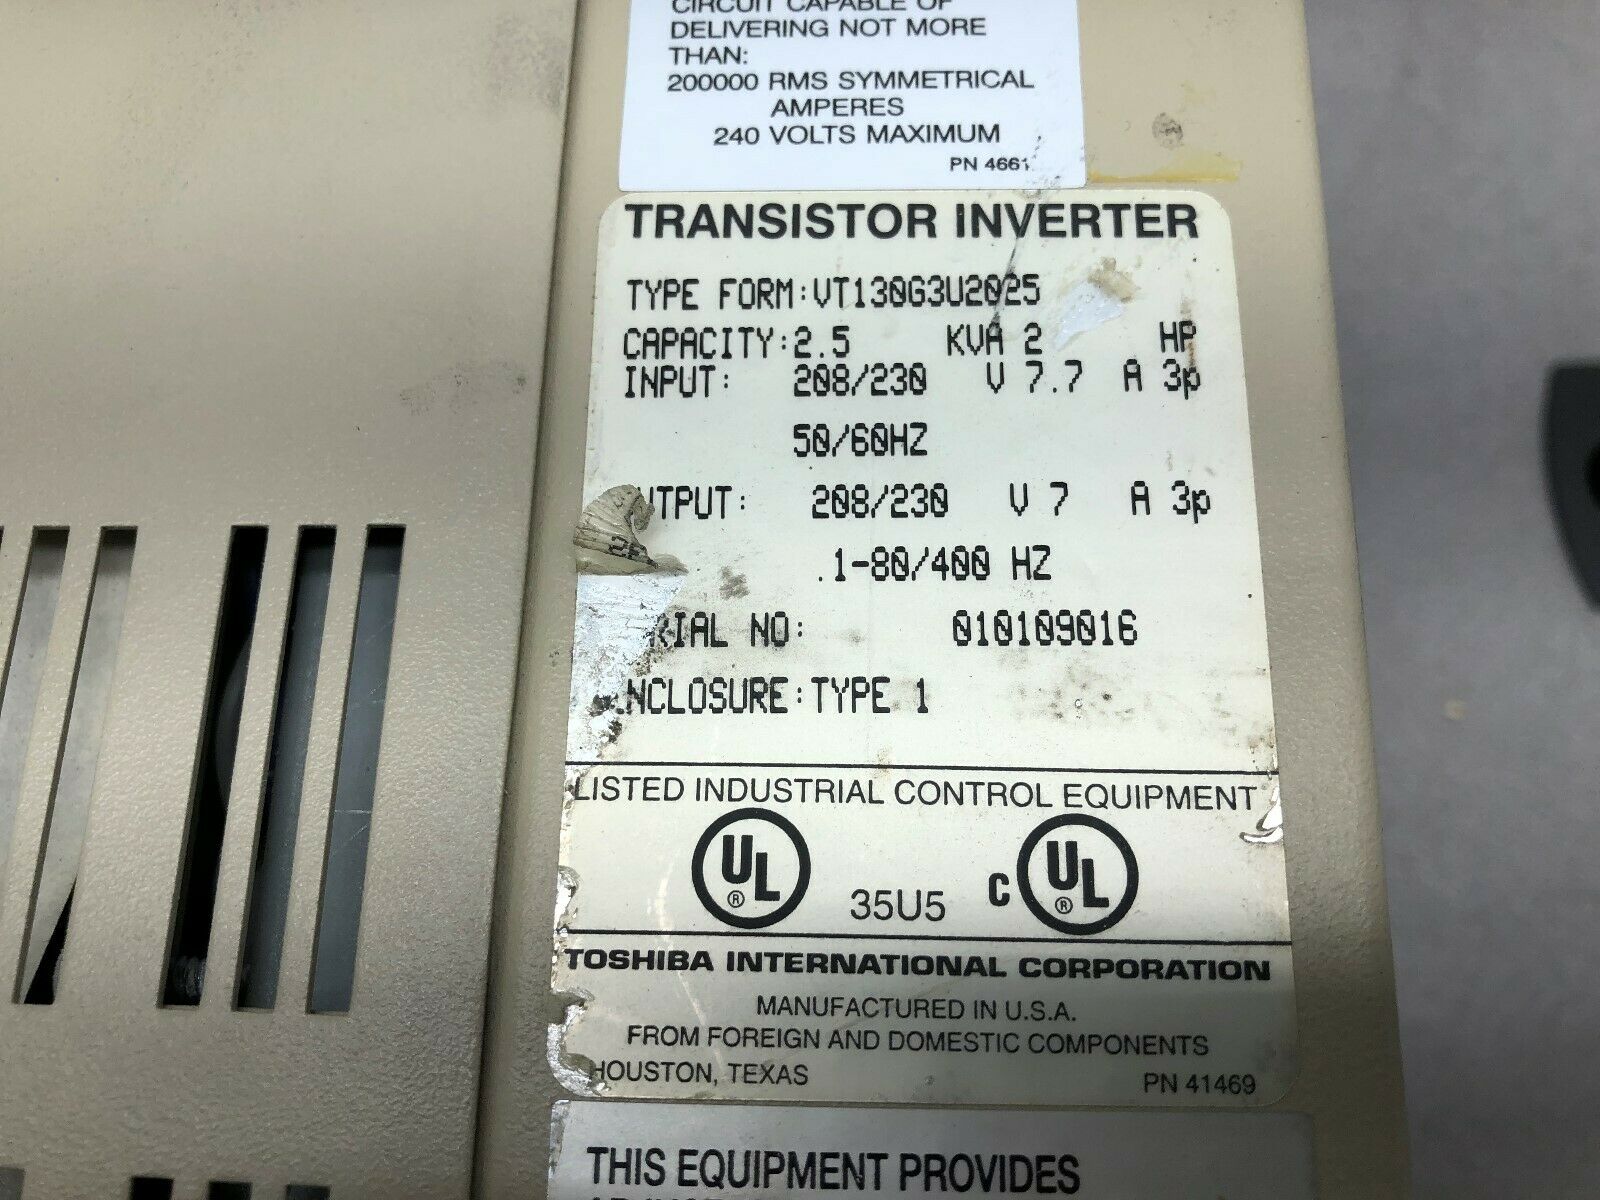 CIRCUIT CAPABLE OF
DELIVERING NOT MORE
THAN:
200000 RMS SYMMETRICAL
AMPERES
240 VOLTS MAXIMUM
PN 4661
TRANSISTOR INVERTER
TYPE FORM: VT130G3U2025
CAPACITY: 2.5 KVA 2 HP
INPUT: 208/230 V 7.7 A 3p
50/60HZ
UTPUT: 208/230 V 7 A 3p
.1-80/400 HZ
RIAL NO: 010109016
ENCLOSURE: TYPE 1
LISTED INDUSTRIAL CONTROL EQUIPMENT
UL ® 35U5 C UL ®
TOSHIBA INTERNATIONAL CORPORATION
MANUFACTURED IN U.S.A.
FROM FOREIGN AND DOMESTIC COMPONENTS
HOUSTON, TEXAS PN 41469
THIS EQUIPMENT PROVIDES